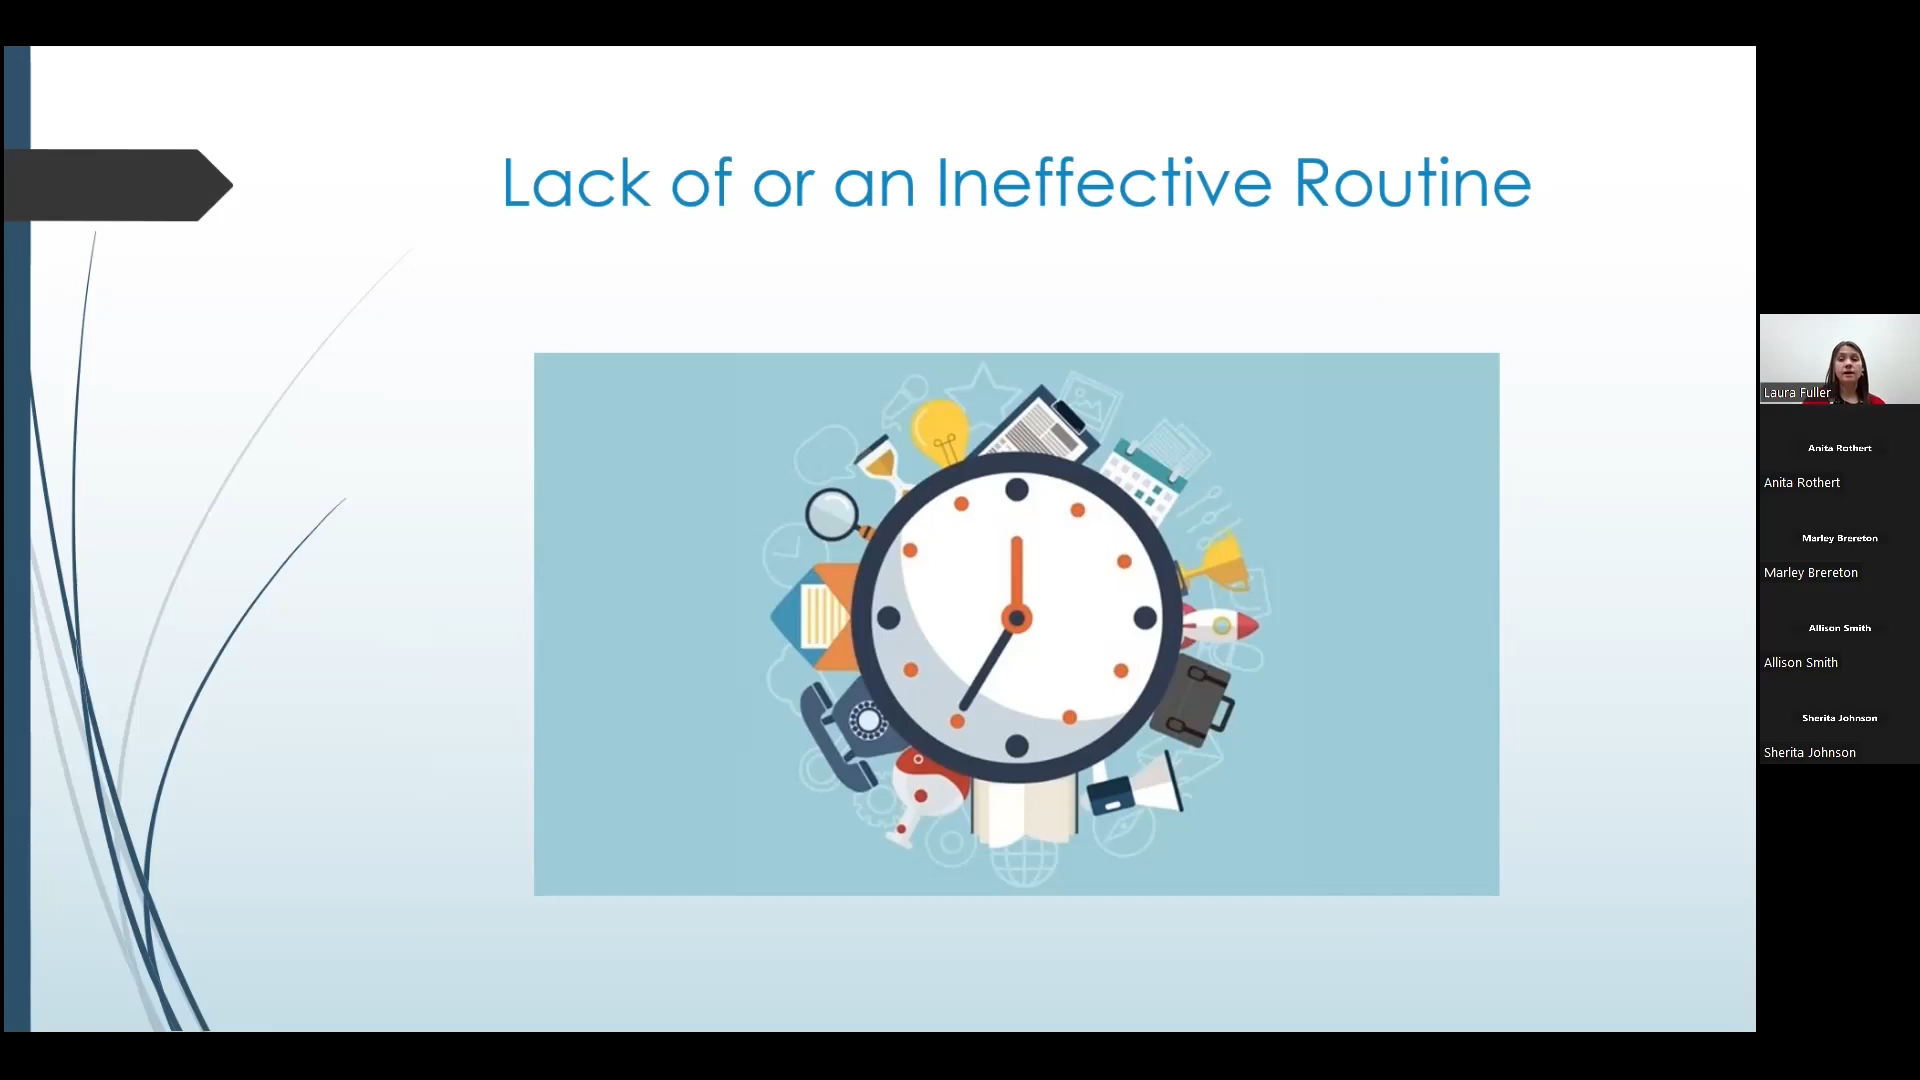 Lack of or an Ineffective Routine
Laura Fuller
Anita Rothert
Anita Rothert
Marley Brereton
Marley Brereton
Allison Smith
Allison Smith
Sherita Johnson
Sherita Johnson